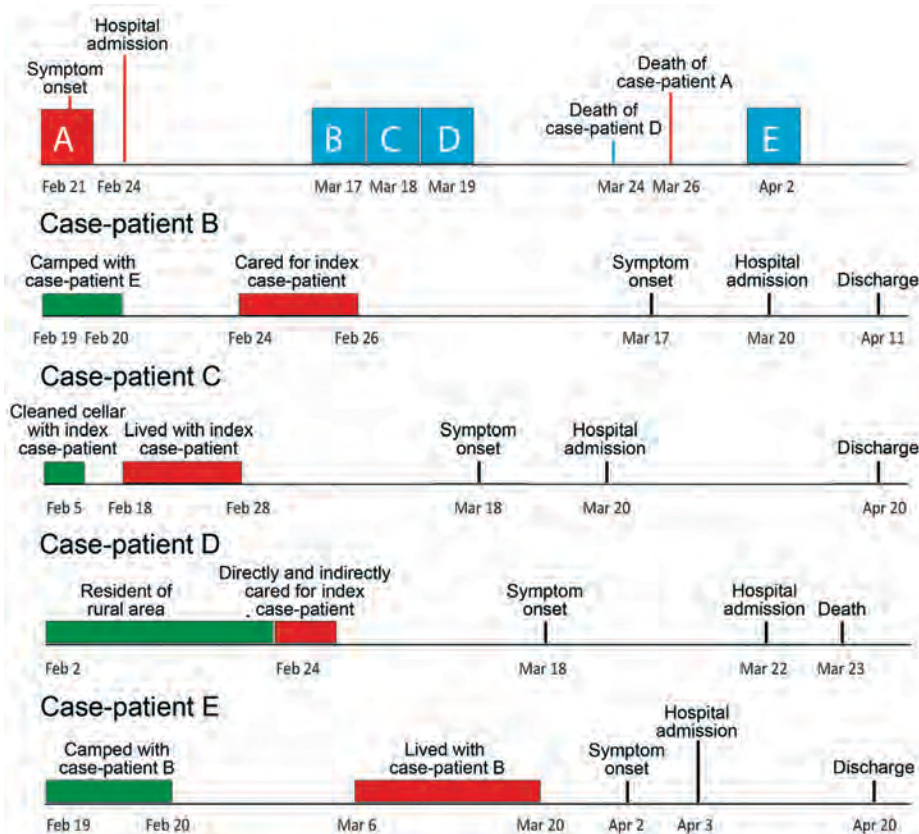 Hospital
admission
Symptom
onset
Death of
case-patient A
Death of
case-patient D
A
B
C
D
E
Feb 21 Feb 24 Mar 17 Mar 18 Mar 19 Mar 24 Mar 26 Apr 2
Case-patient B
Camped with
case-patient E
Cared for index
case-patient
Symptom
onset
Hospital
admission
Discharge
Feb 19 Feb 20 Feb 24 Feb 26 Mar 17 Mar 20 Apr 11
Case-patient C
Cleaned cellar
with index
case-patient
Lived with index
case-patient
Symptom
onset
Hospital
admission
Discharge
Feb 5 Feb 18 Feb 28 Mar 18 Mar 20 Apr 20
Case-patient D
Resident of
rural area
Directly and indirectly
cared for index
case-patient
Symptom
onset
Hospital
admission
Death
Feb 2 Feb 24 Mar 18 Mar 22 Mar 23
Case-patient E
Camped with
case-patient B
Lived with
case-patient B
Symptom
onset
Hospital
admission
Discharge
Feb 19 Feb 20 Mar 6 Mar 20 Apr 2 Apr 3 Apr 20